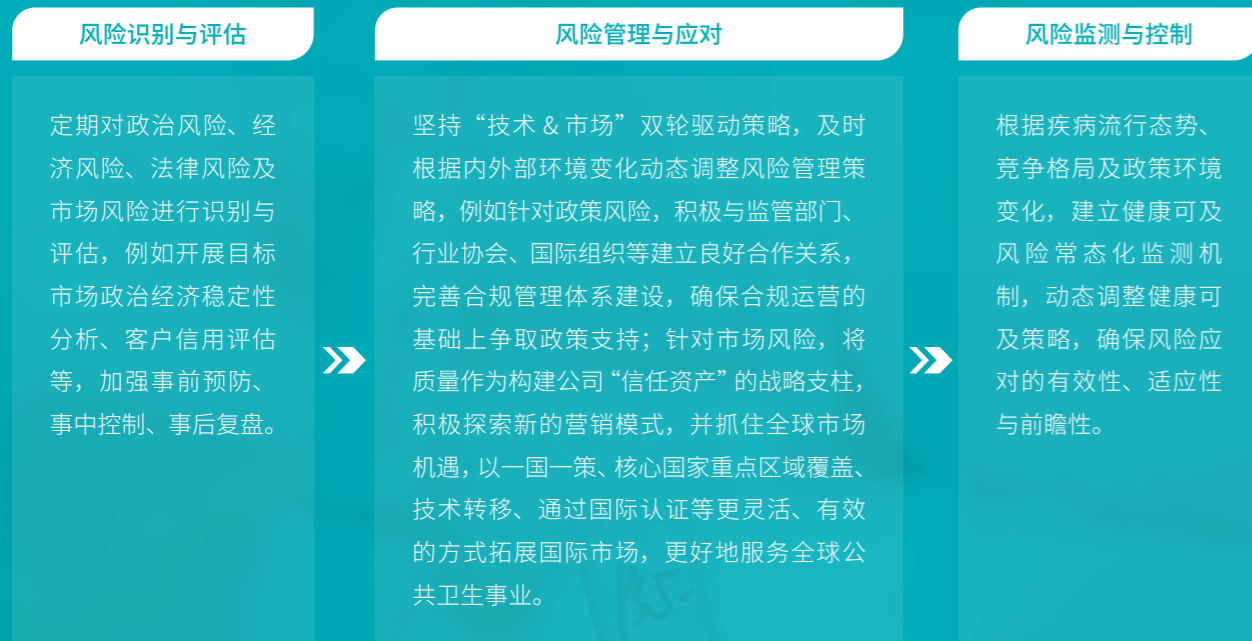 风险识别与评估
定期对政治风险、经
济风险、法律风险及
市场风险进行识别与
评估，例如开展目标
市场政治经济稳定性
分析、客户信用评估
等，加强事前预防、
事中控制、事后复盘。
风险管理与应对
坚持“技术 & 市场”双轮驱动策略，及时
根据内外部环境变化动态调整风险管理策
略，例如针对政策风险，积极与监管部门、
行业协会、国际组织等建立良好合作关系，
完善合规管理体系建设，确保合规运营的
基础上争取政策支持；针对市场风险，将
质量作为构建公司“信任资产”的战略支柱，
积极探索新的营销模式，并抓住全球市场
机遇，以一国一策、核心国家重点区域覆盖、
技术转移、通过国际认证等更灵活、有效
的方式拓展国际市场，更好地服务全球公
共卫生事业。
风险监测与控制
根据疾病流行态势、
竞争格局及政策环境
变化，建立健康可及
风险常态化监测机
制，动态调整健康可
及策略，确保风险应
对的有效性、适应性
与前瞻性。